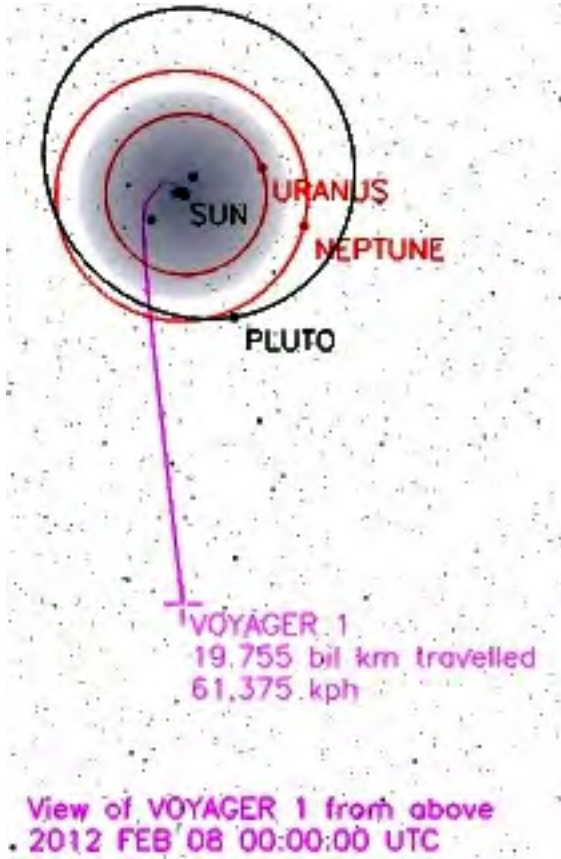 URANUS
SUN
NEPTUNE
PLUTO
VOYAGER 1
19.755 bil km travelled
61,375 kph
View of VOYAGER 1 from above
2012 FEB 08 00:00:00 UTC